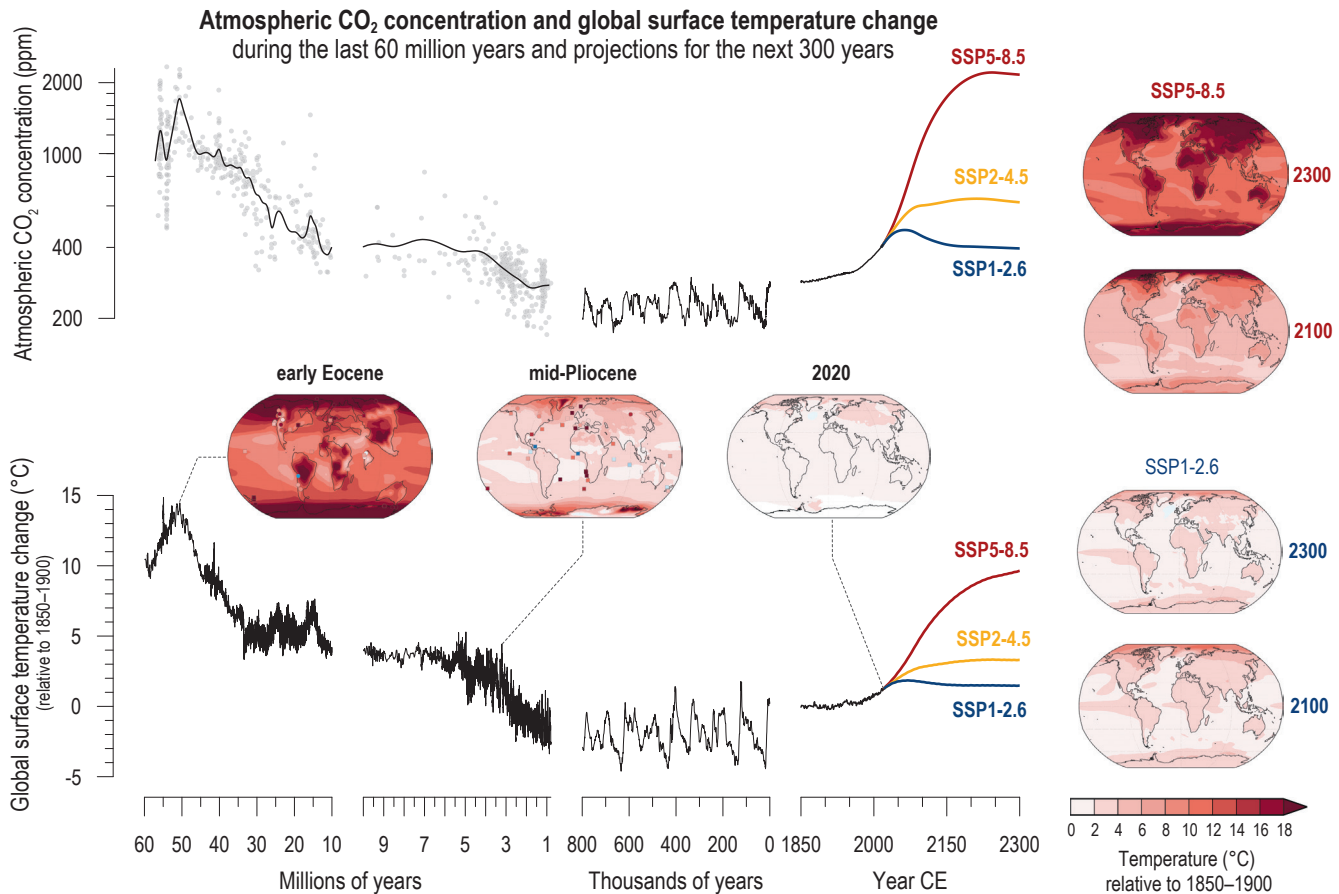 Atmospheric CO₂ concentration and global surface temperature change
during the last 60 million years and projections for the next 300 years
Atmospheric CO₂ concentration (ppm)
2000
1000
400
200
SSP5-8.5
SSP2-4.5
SSP1-2.6
SSP5-8.5
2300
2100
early Eocene
mid-Pliocene
2020
Global surface temperature change (°C)
(relative to 1850–1900)
15
10
5
0
-5
SSP5-8.5
SSP2-4.5
SSP1-2.6
SSP1-2.6
2300
2100
60 50 40 30 20 10
9 7 5 3 1
800 600 400 200 0
1850 2000 2150 2300
Millions of years
Thousands of years
Year CE
0 2 4 6 8 10 12 14 16 18
Temperature (°C)
relative to 1850–1900